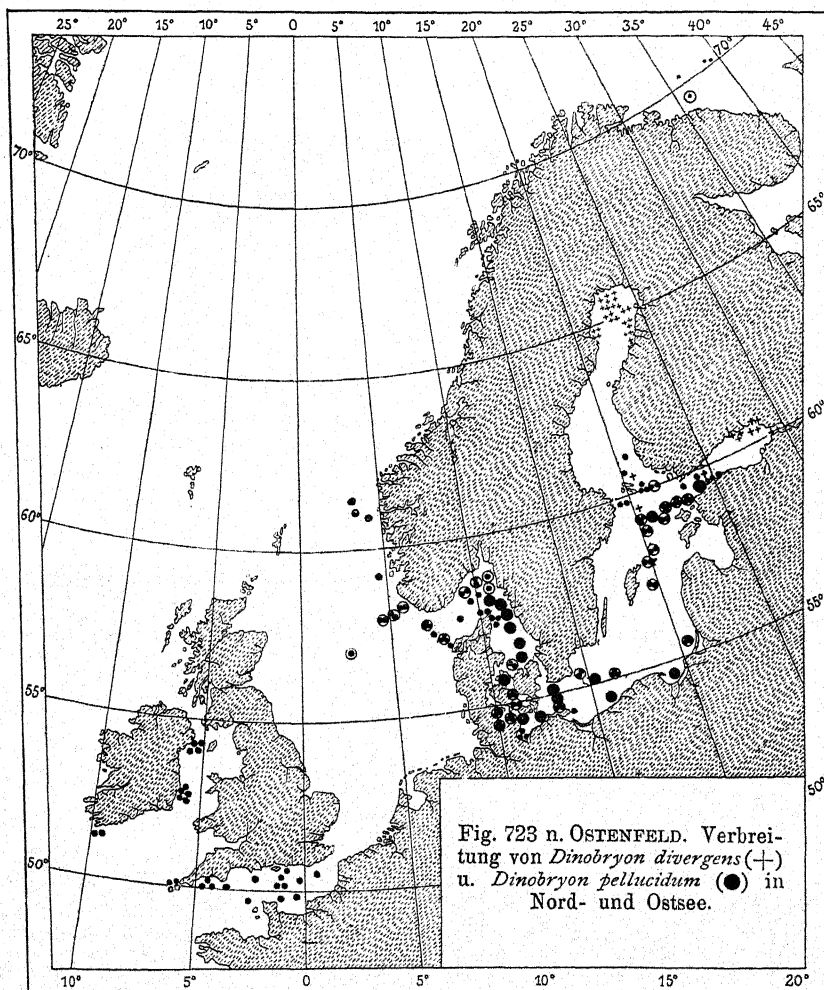 25° 20° 15° 10° 5° 0 5° 10° 15° 20° 25° 30° 35° 40° 45°
70°
70°
65°
65°
60°
60°
55°
55°
50°
50°
Fig. 723 n. OSTENFELD. Verbrei-
tung von Dinobryon divergens (+)
u. Dinobryon pellucidum (●) in
Nord- und Ostsee.
10° 5° 0 5° 10° 15° 20°